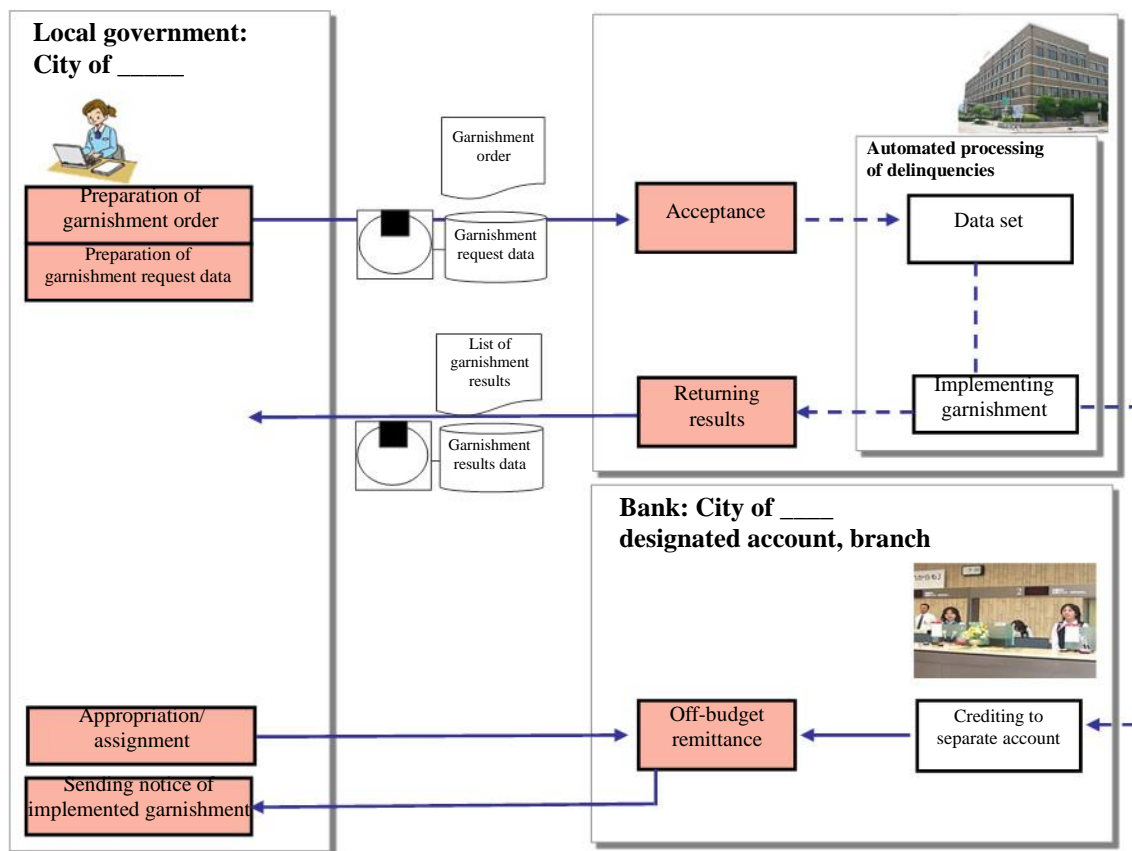 Local government:
City of _____
Preparation of
garnishment order
Preparation of
garnishment request data
Garnishment
order
Garnishment
request data
Acceptance
Automated processing
of delinquencies
Data set
List of
garnishment
results
Garnishment
results data
Returning
results
Implementing
garnishment
Bank: City of ____
designated account, branch
2
Appropriation/
assignment
Off-budget
remittance
Crediting to
separate account
Sending notice of
implemented garnishment